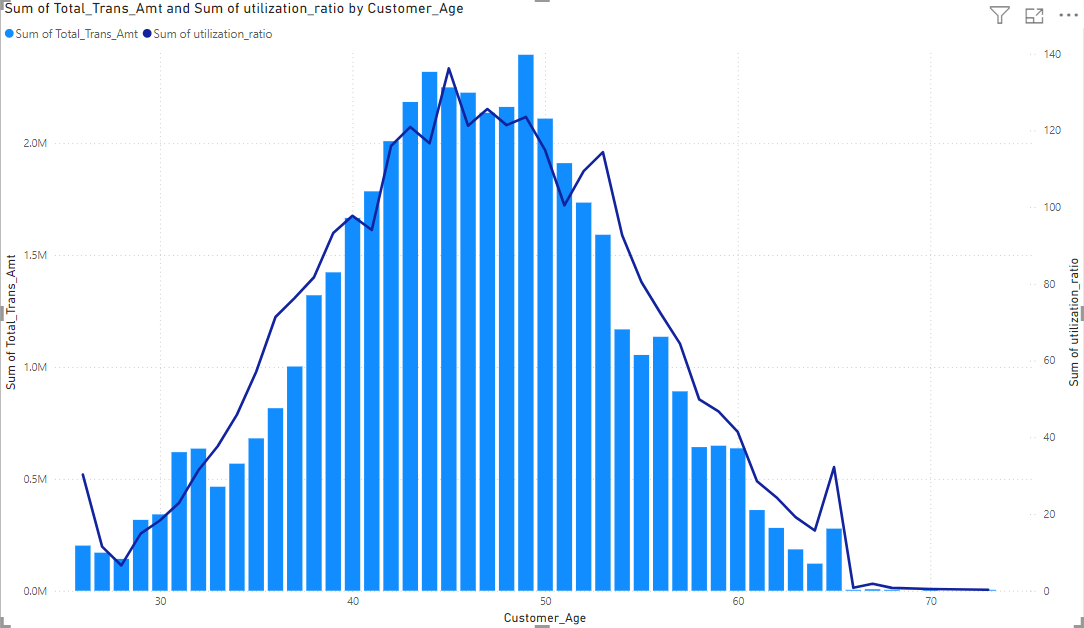 Sum of Total_Trans_Amt and Sum of utilization_ratio by Customer_Age
Sum of Total_Trans_Amt Sum of utilization_ratio
140
2.0M
120
100
1.5M
80
1.0M
60
40
0.5M
20
0.0M
0
Sum of Total_Trans_Amt
Sum of utilization_ratio
30 40 50 60 70
Customer_Age